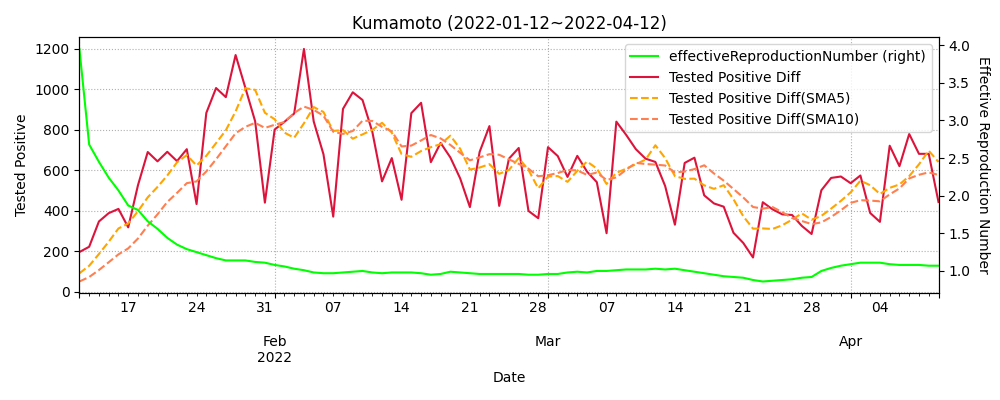 Kumamoto (2022-01-12~2022-04-12)
effectiveReproductionNumber (right)
Tested Positive Diff
Tested Positive Diff(SMA5)
Tested Positive Diff(SMA10)
Tested Positive
1200
1000
800
600
400
200
0
4.0
3.5
3.0
2.5
2.0
1.5
1.0
Effective Reproduction Number
17 24 31 07 14 21 28 07 14 21 28 04
Feb Mar Apr
2022
Date